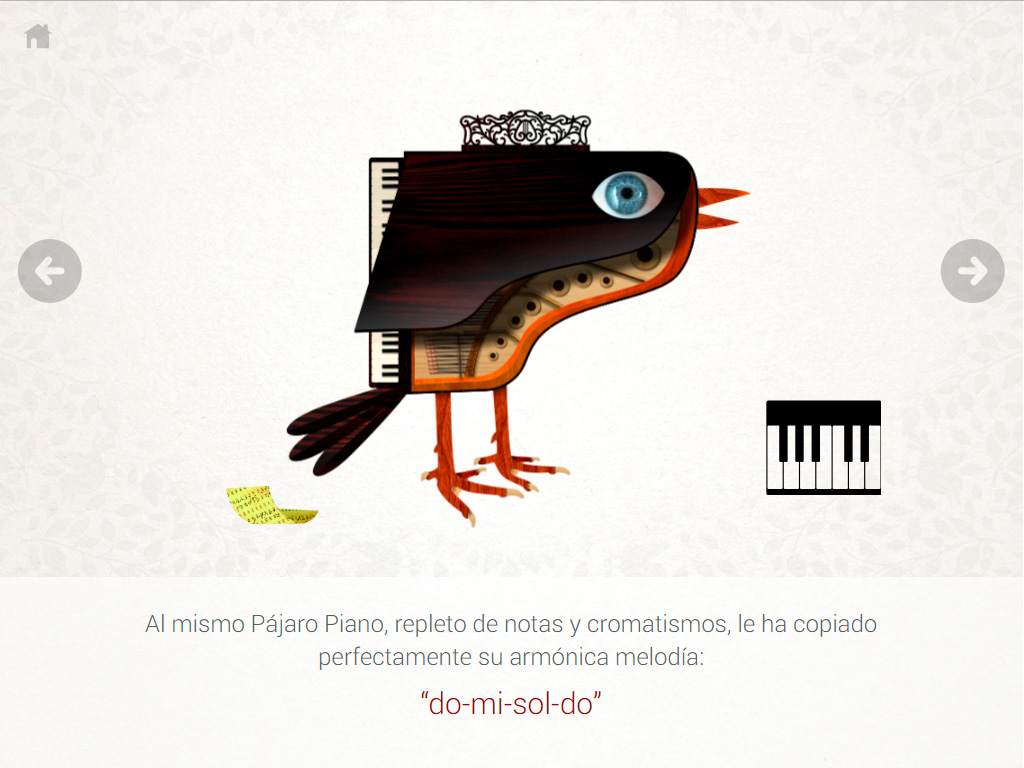 Al mismo Pájaro Piano, repleto de notas y cromatismos, le ha copiado
perfectamente su armónica melodía:
“do-mi-sol-do”